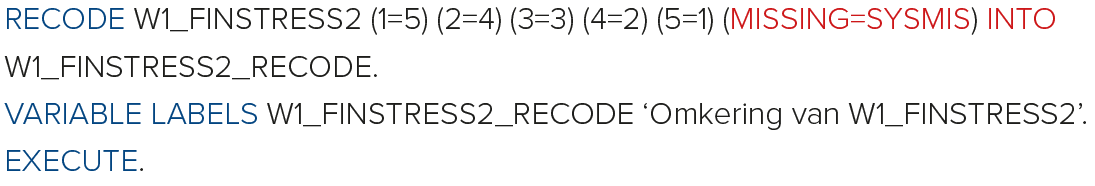 RECODE W1_FINSTRESS2 (1=5) (2=4) (3=3) (4=2) (5=1) (MISSING=SYSMIS) INTO
W1_FINSTRESS2_RECODE.
VARIABLE LABELS W1_FINSTRESS2_RECODE ‘Omkering van W1_FINSTRESS2’.
EXECUTE.